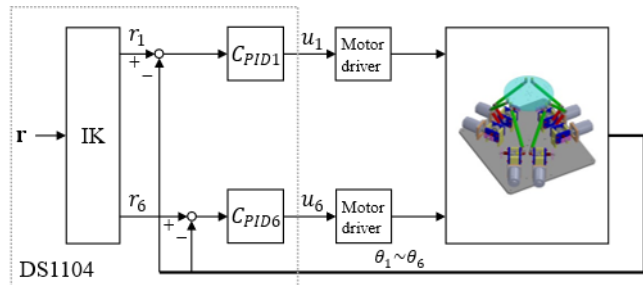 r₁
+
−
C_PID1
u₁
Motor
driver
r
IK
r₆
+
−
C_PID6
u₆
Motor
driver
θ₁~θ₆
DS1104